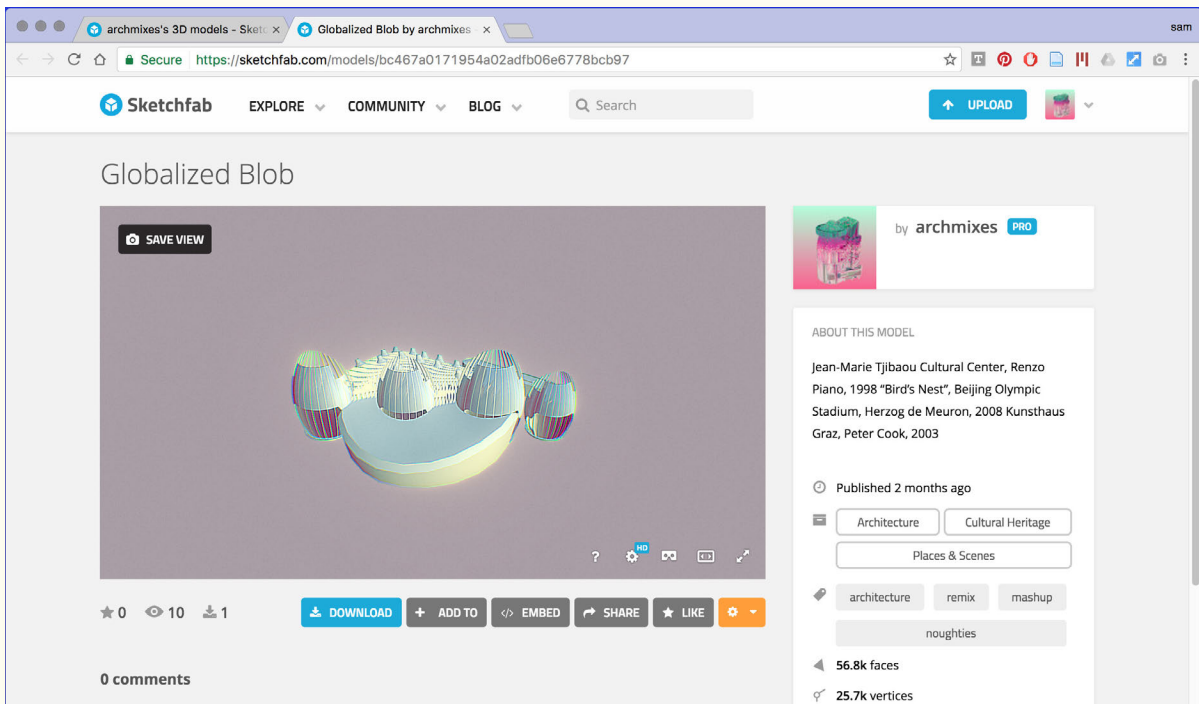 archmixes's 3D models - Sketc
Globalized Blob by archmixes -
sam
Secure https://sketchfab.com/models/bc467a0171954a02adfb06e6778bcb97
Sketchfab EXPLORE COMMUNITY BLOG Search UPLOAD
Globalized Blob
SAVE VIEW
by archmixes PRO
ABOUT THIS MODEL
Jean-Marie Tjibaou Cultural Center, Renzo
Piano, 1998 “Bird’s Nest”, Beijing Olympic
Stadium, Herzog de Meuron, 2008 Kunsthaus
Graz, Peter Cook, 2003
Published 2 months ago
Architecture Cultural Heritage
Places & Scenes
? HD
0 10 1 DOWNLOAD + ADD TO </> EMBED SHARE LIKE
architecture remix mashup
noughties
56.8k faces
25.7k vertices
0 comments